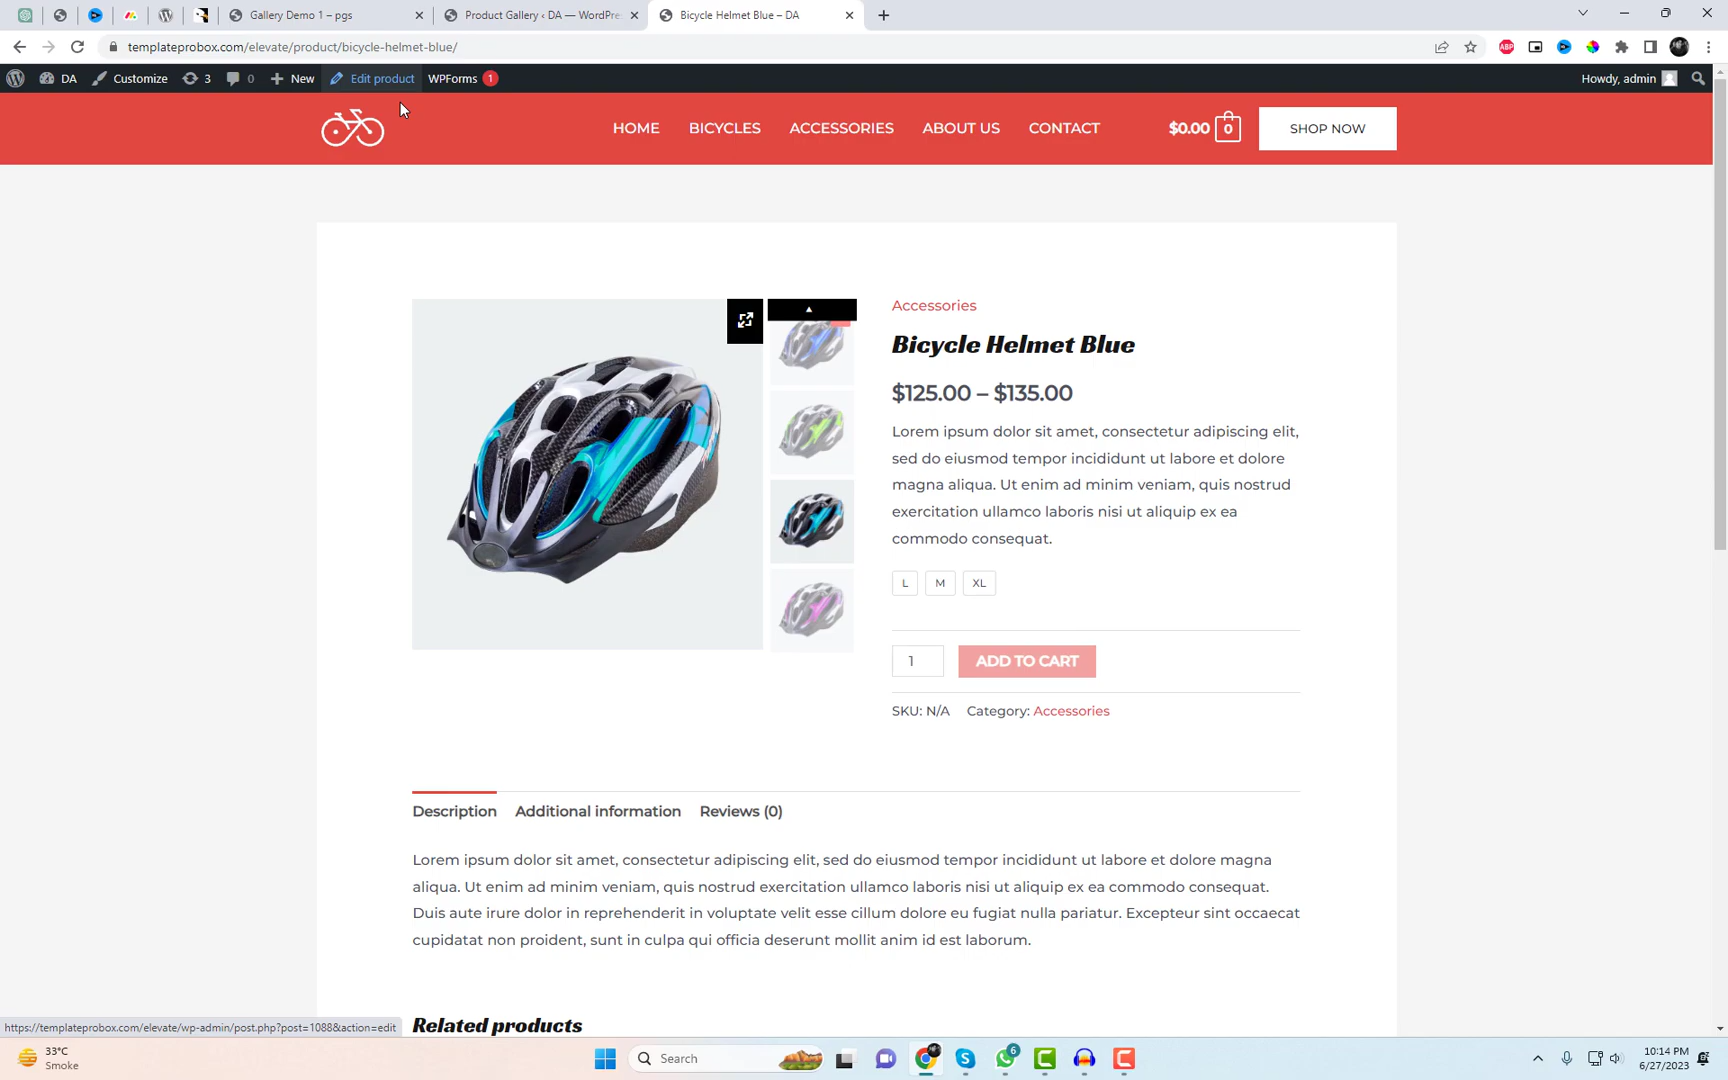 Gallery Demo 1 – pgs
Product Gallery ‹ DA — WordPre
Bicycle Helmet Blue – DA
templateprobox.com/elevate/product/bicycle-helmet-blue/
ABP
DA
Customize
3
0
New
Edit product
WPForms 1
Howdy, admin
HOME
BICYCLES
ACCESSORIES
ABOUT US
CONTACT
$0.00 0
SHOP NOW
Accessories
Bicycle Helmet Blue
$125.00 – $135.00
Lorem ipsum dolor sit amet, consectetur adipiscing elit,
sed do eiusmod tempor incididunt ut labore et dolore
magna aliqua. Ut enim ad minim veniam, quis nostrud
exercitation ullamco laboris nisi ut aliquip ex ea
commodo consequat.
L M XL
1 ADD TO CART
SKU: N/A Category: Accessories
Description Additional information Reviews (0)
Lorem ipsum dolor sit amet, consectetur adipiscing elit, sed do eiusmod tempor incididunt ut labore et dolore magna
aliqua. Ut enim ad minim veniam, quis nostrud exercitation ullamco laboris nisi ut aliquip ex ea commodo consequat.
Duis aute irure dolor in reprehenderit in voluptate velit esse cillum dolore eu fugiat nulla pariatur. Excepteur sint occaecat
cupidatat non proident, sunt in culpa qui officia deserunt mollit anim id est laborum.
Related products
https://templateprobox.com/elevate/wp-admin/post.php?post=1088&action=edit
33°C
Smoke
Search
6
10:14 PM
6/27/2023